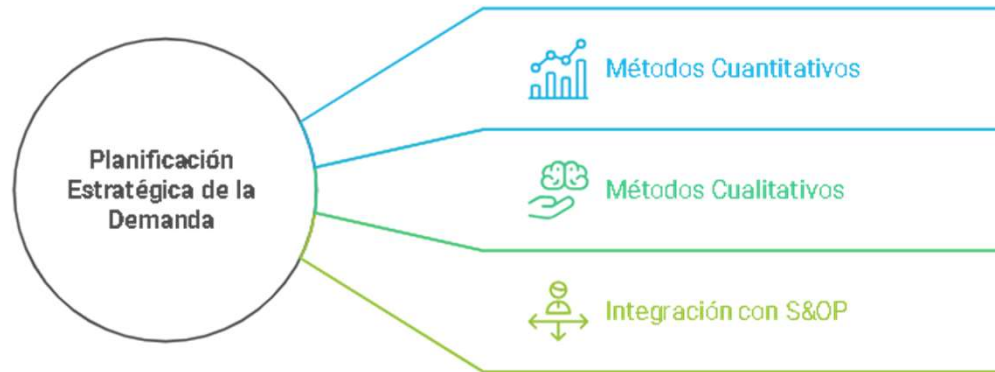 Planificación
Estratégica de la
Demanda
Métodos Cuantitativos
Métodos Cualitativos
Integración con S&OP